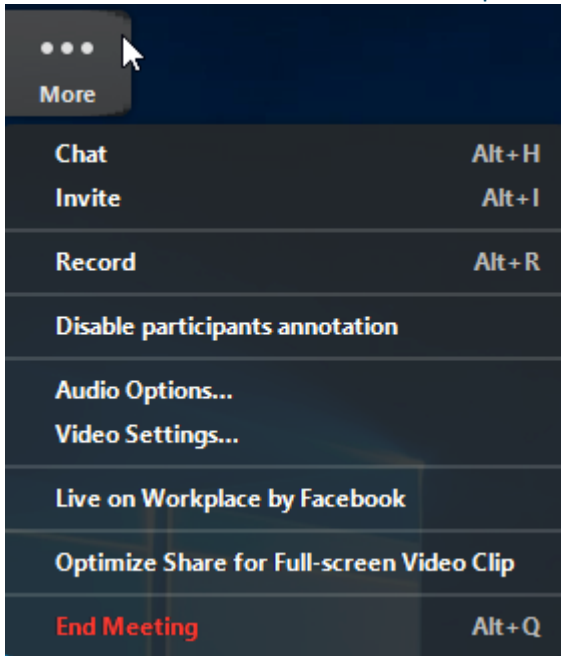 More
Chat Alt+H
Invite Alt+I
Record Alt+R
Disable participants annotation
Audio Options...
Video Settings...
Live on Workplace by Facebook
Optimize Share for Full-screen Video Clip
End Meeting Alt+Q